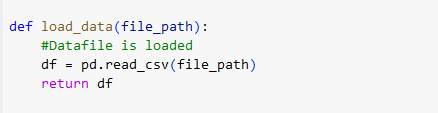 def load_data(file_path):
    #Datafile is loaded
    df = pd.read_csv(file_path)
    return df